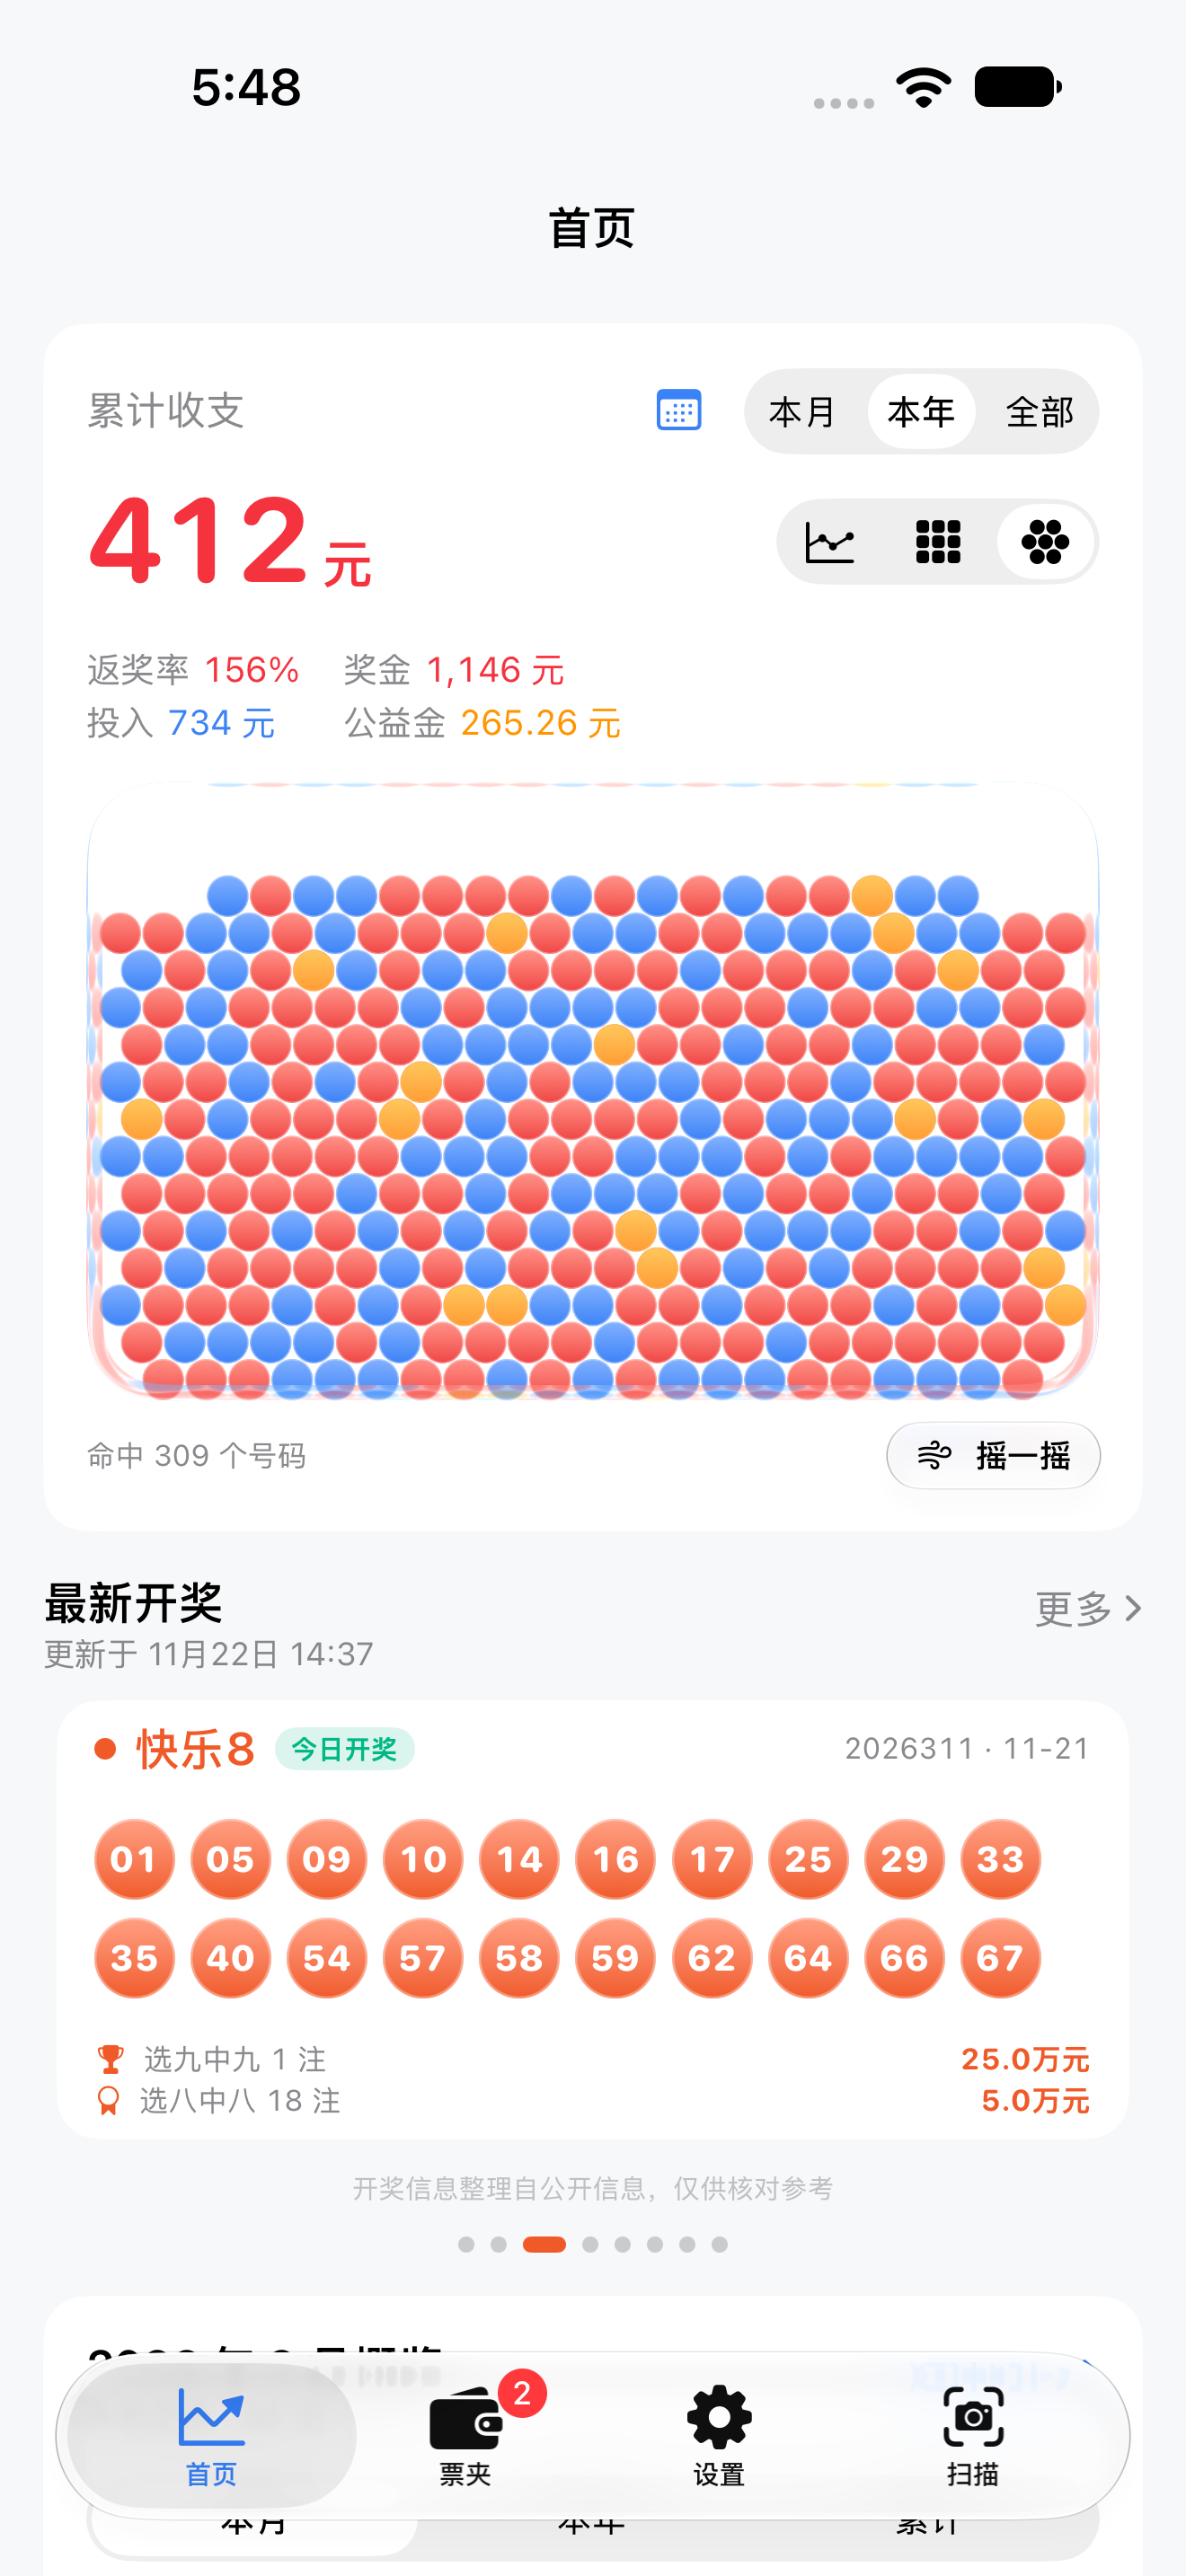 5:48
首页
累计收支
本月 本年 全部
412 元
返奖率 156% 奖金 1,146 元
投入 734 元 公益金 265.26 元
命中 309 个号码
摇一摇
最新开奖
更多
更新于 11月22日 14:37
快乐8 今日开奖 2026311 · 11-21
01 05 09 10 14 16 17 25 29 33
35 40 54 57 58 59 62 64 66 67
选九中九 1 注 25.0万元
选八中八 18 注 5.0万元
开奖信息整理自公开信息，仅供核对参考
2
首页 票夹 设置 扫描
本月 本年 累计